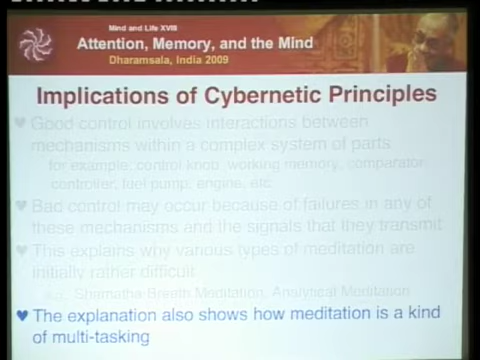 Mind and Life XVIII
Attention, Memory, and the Mind
Dharamsala, India 2009
Implications of Cybernetic Principles
Good control involves interactions between
mechanisms within a complex system of parts
for example: control knob, working memory, comparator
controller, fuel pump, engine, etc
Bad control may occur because of failures in any of
these mechanisms and the signals that they transmit
This explains why various types of meditation are
initially rather difficult
Shamatha-Breath Meditation, Analytical Meditation
The explanation also shows how meditation is a kind
of multi-tasking